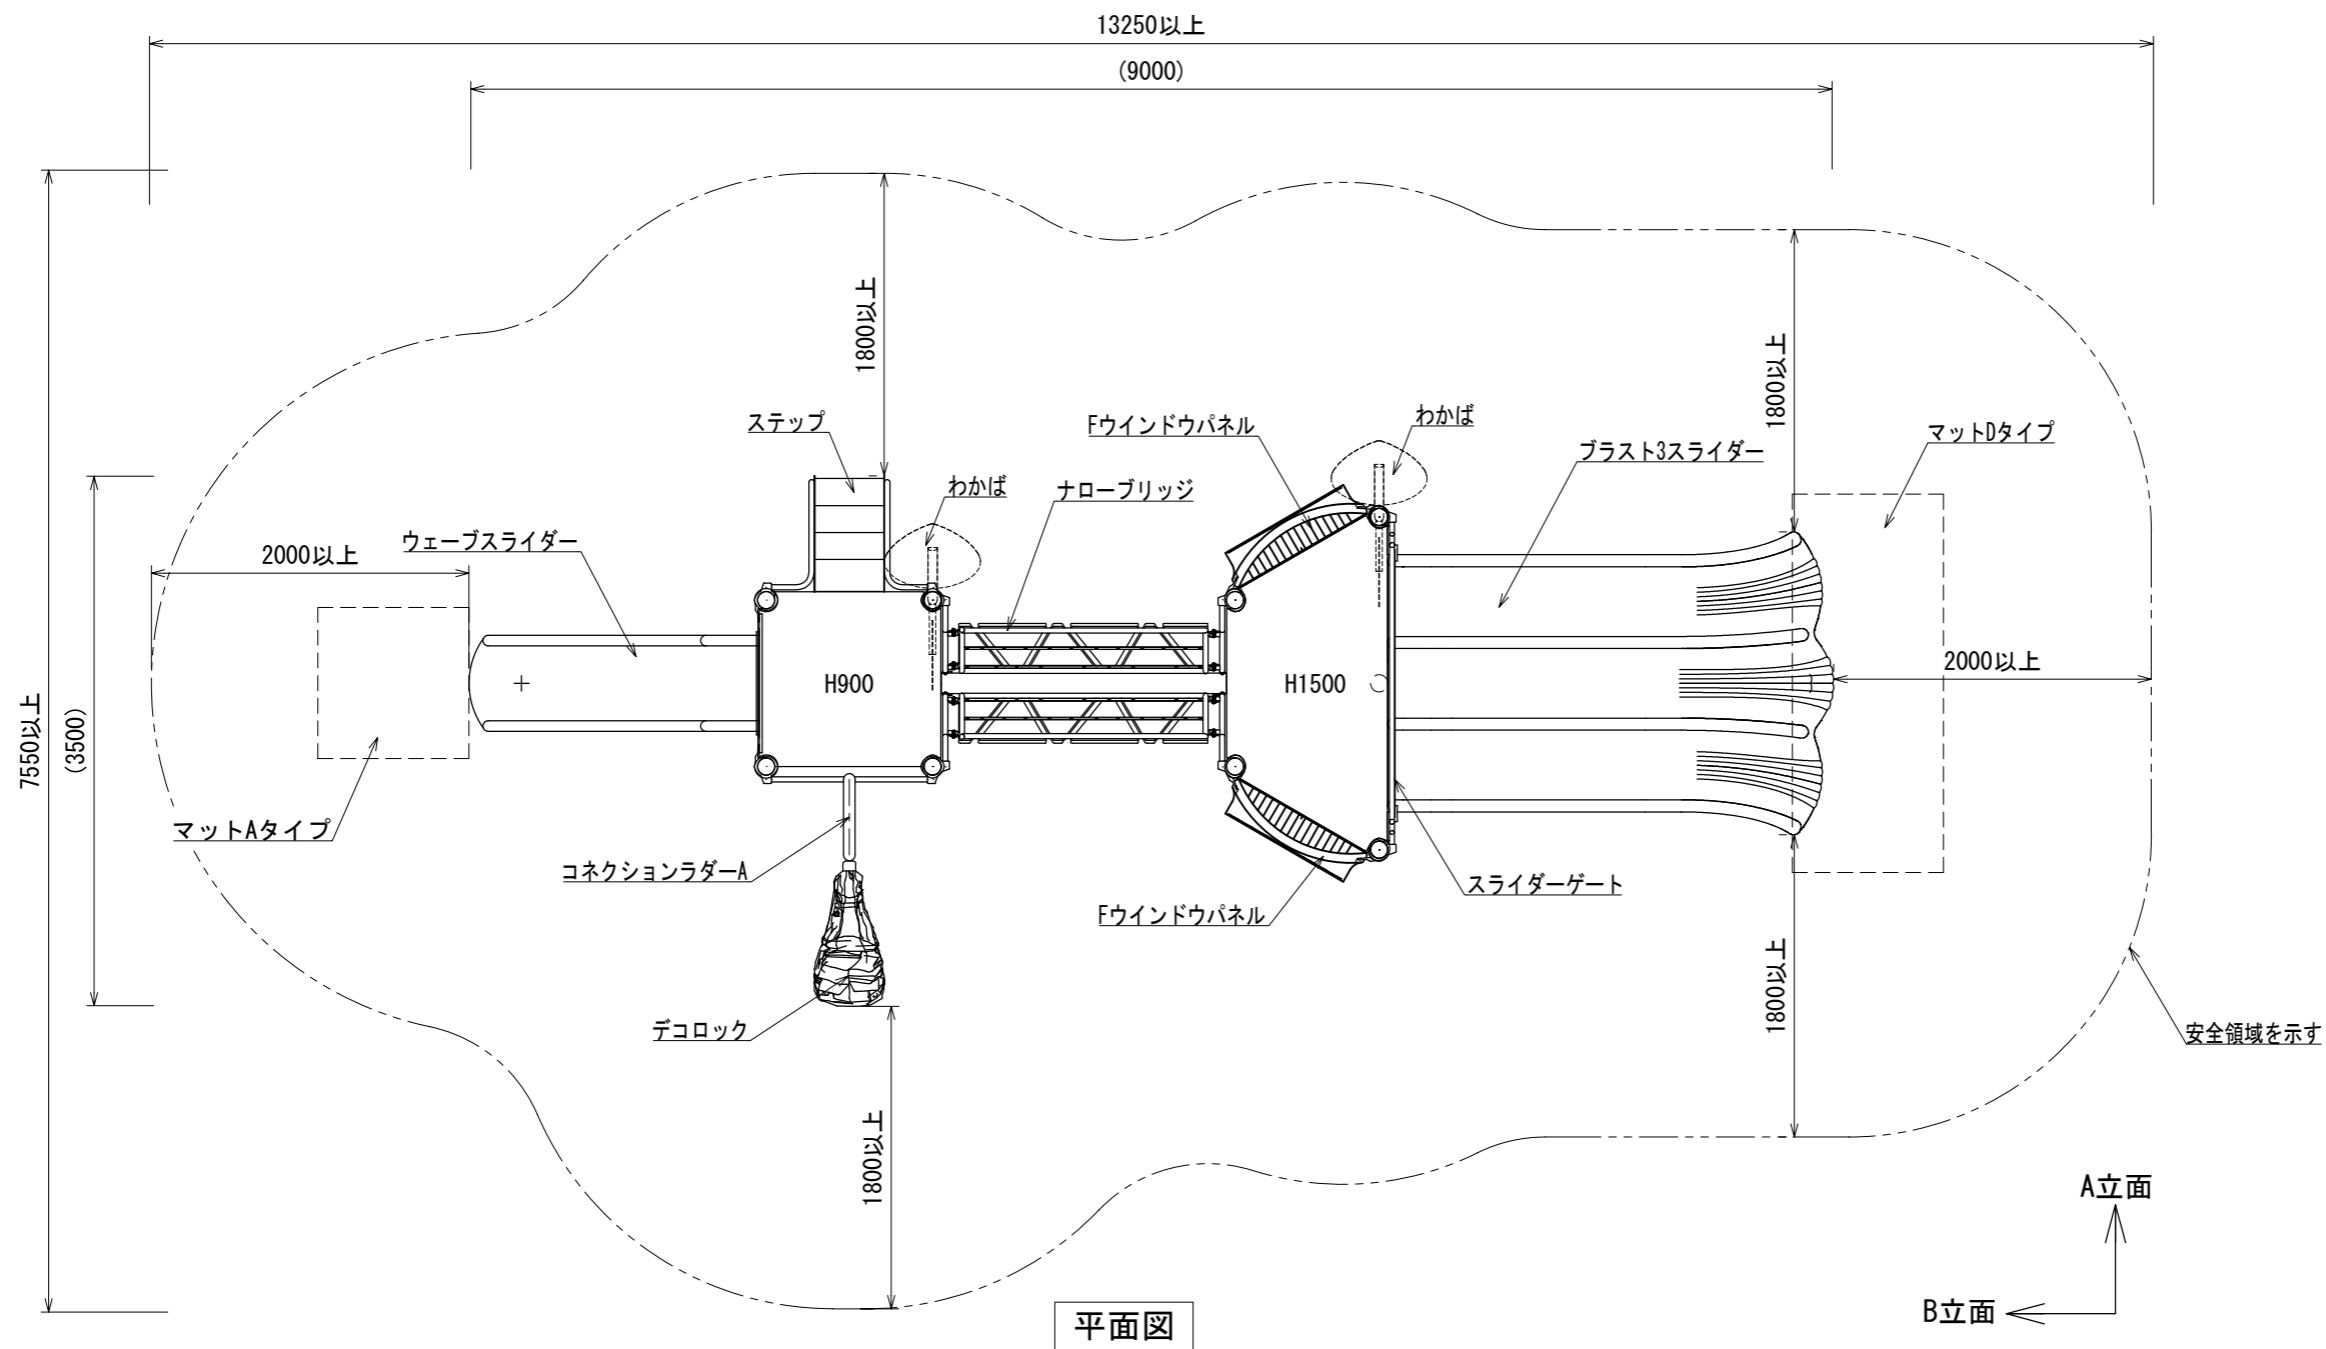 13250以上
(9000)
1800以上
1800以上
ステップ
Fウインドウパネル
わかば
ブラスト3スライダー
マットDタイプ
わかば
ナローブリッジ
ウェーブスライダー
2000以上
H900
H1500
2000以上
7550以上
(3500)
マットAタイプ
コネクションラダーA
スライダーゲート
Fウインドウパネル
デコロック
1800以上
1800以上
安全領域を示す
A立面
B立面
平面図